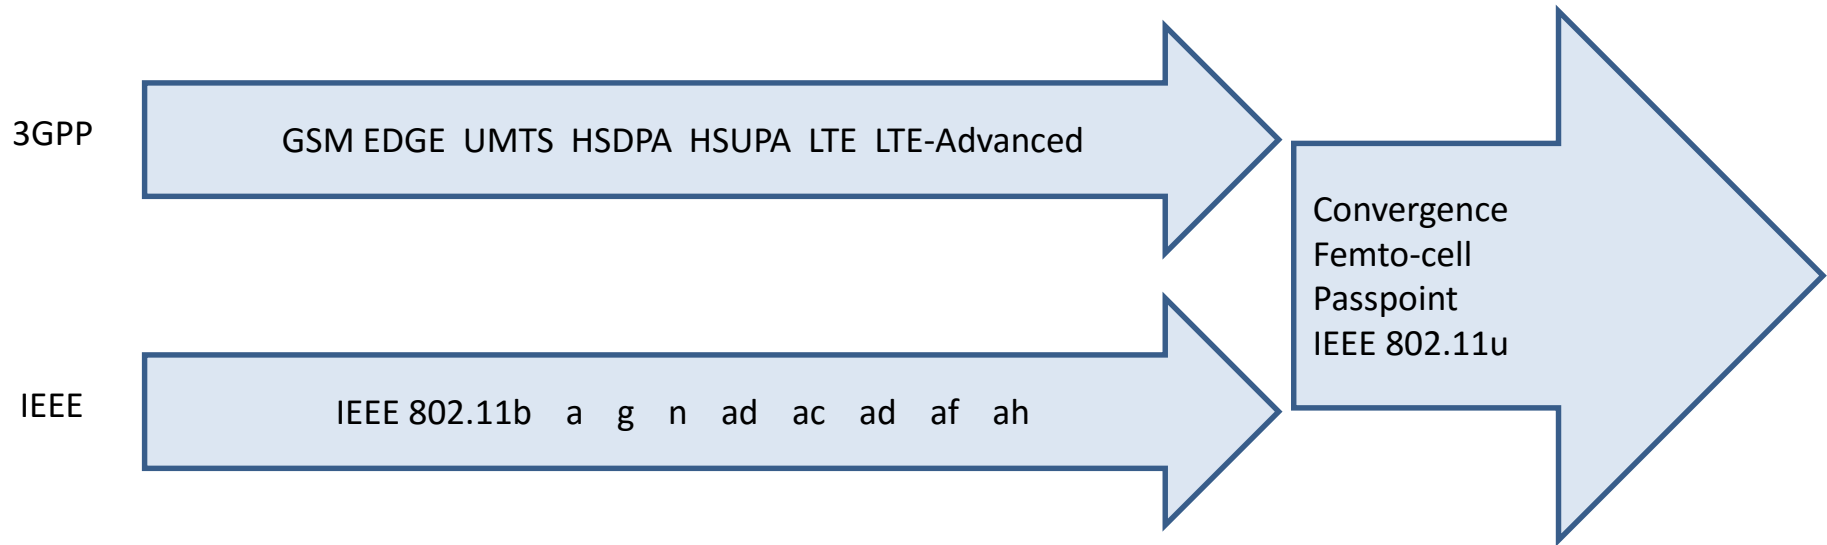 3GPP
GSM EDGE UMTS HSDPA HSUPA LTE LTE-Advanced
Convergence
Femto-cell
Passpoint
IEEE 802.11u
IEEE
IEEE 802.11b a g n ad ac ad af ah